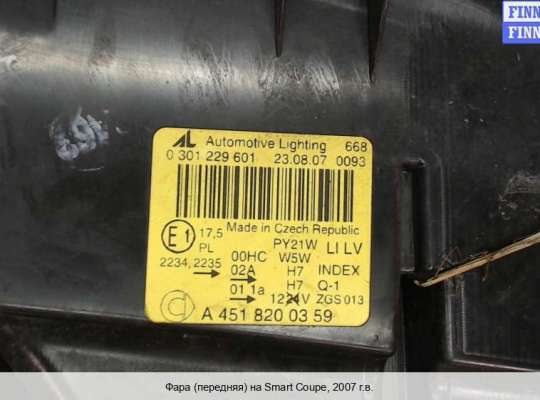 FINN
FINN
AL Automotive Lighting 668
0 301 229 601 23.08.07 0093
Made in Czech Republic
E1 17,5 PY21W LI LV
PL 00HC W5W
2234, 2235 02A H7 INDEX
01 1a H7 Q-1
12 V ZGS 013
A 451 820 03 59
Фара (передняя) на Smart Coupe, 2007 г.в.